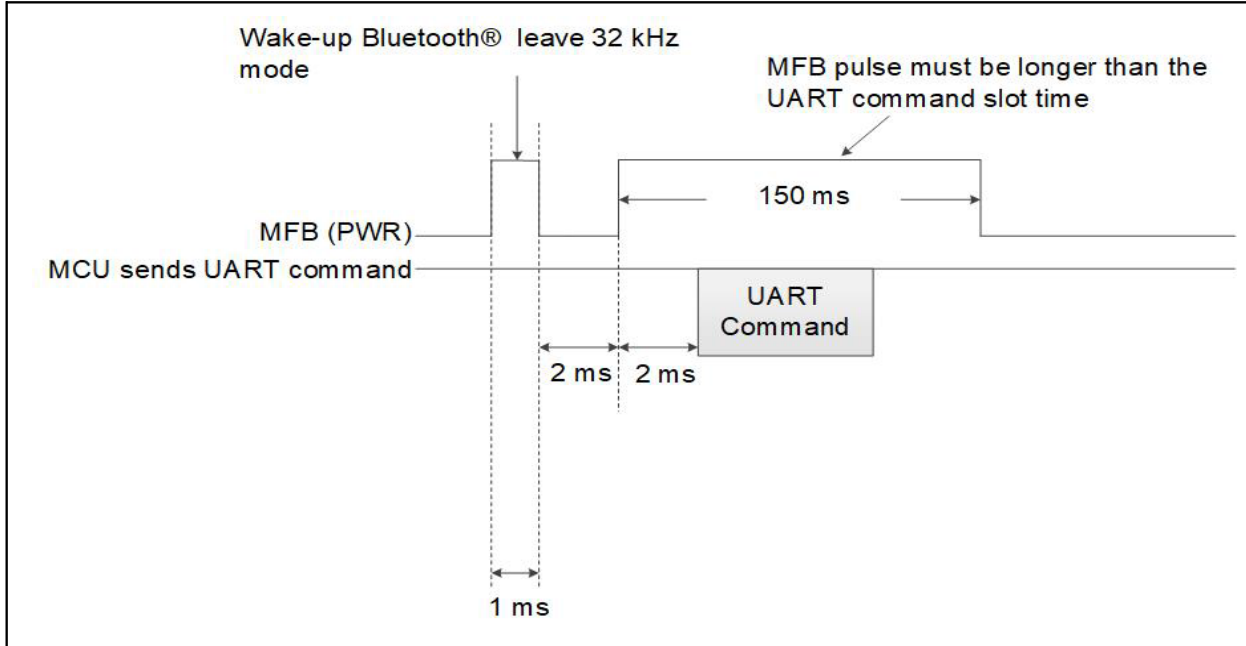 Wake-up Bluetooth® leave 32 kHz
mode
MFB pulse must be longer than the
UART command slot time
150 ms
MFB (PWR)
MCU sends UART command
UART
Command
2 ms
2 ms
1 ms